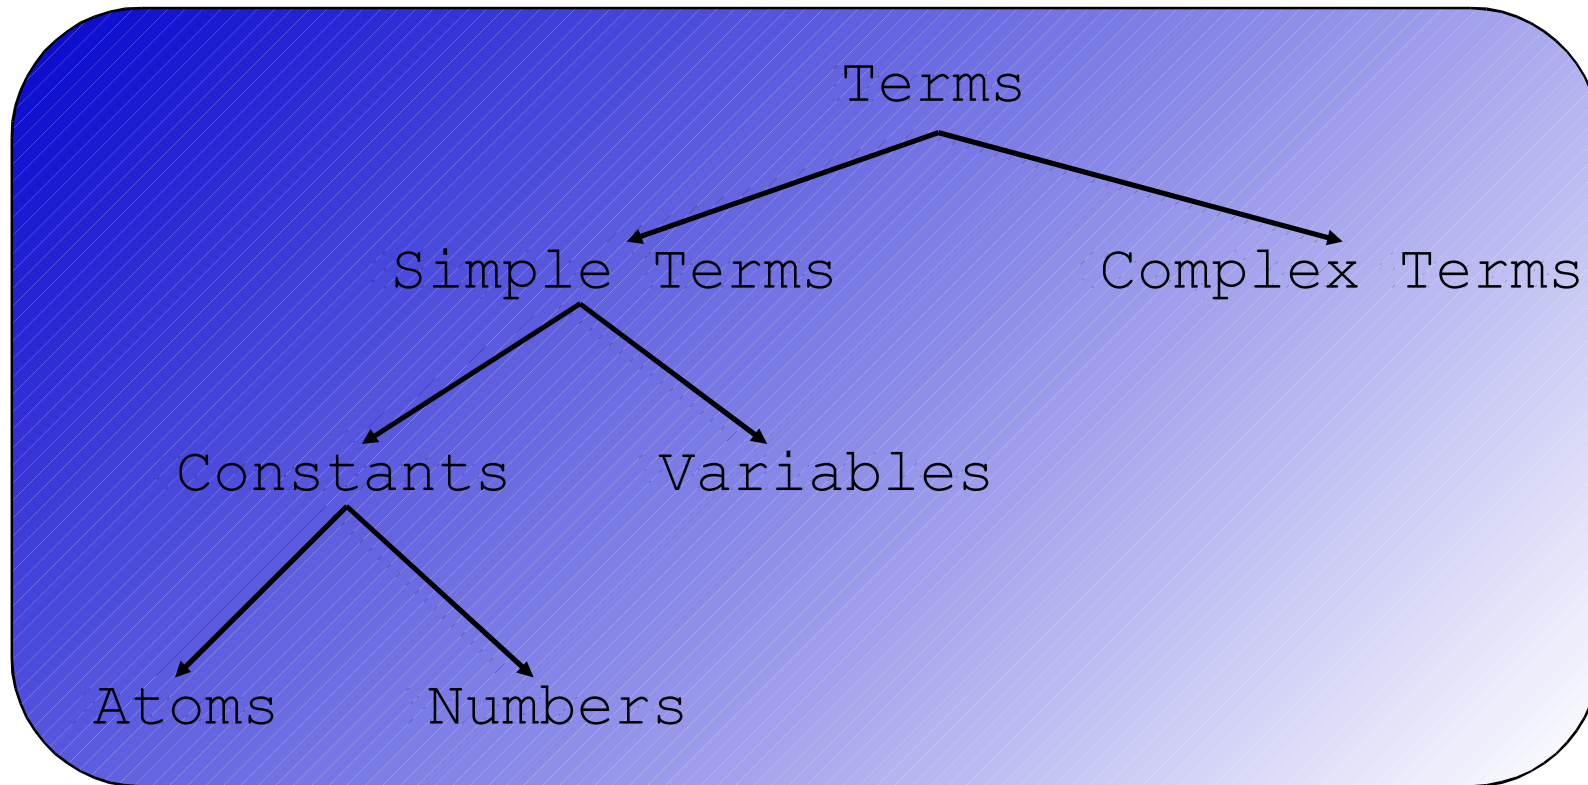 Terms
Simple Terms
Complex Terms
Constants
Variables
Atoms
Numbers